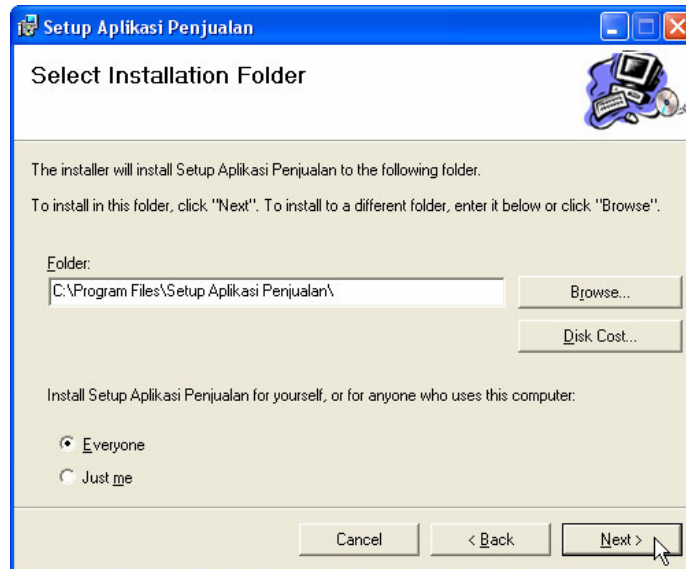 Setup Aplikasi Penjualan
Select Installation Folder
The installer will install Setup Aplikasi Penjualan to the following folder.
To install in this folder, click "Next". To install to a different folder, enter it below or click "Browse".
Folder:
C:\Program Files\Setup Aplikasi Penjualan\
Browse...
Disk Cost...
Install Setup Aplikasi Penjualan for yourself, or for anyone who uses this computer:
Everyone
Just me
Cancel
< Back
Next >